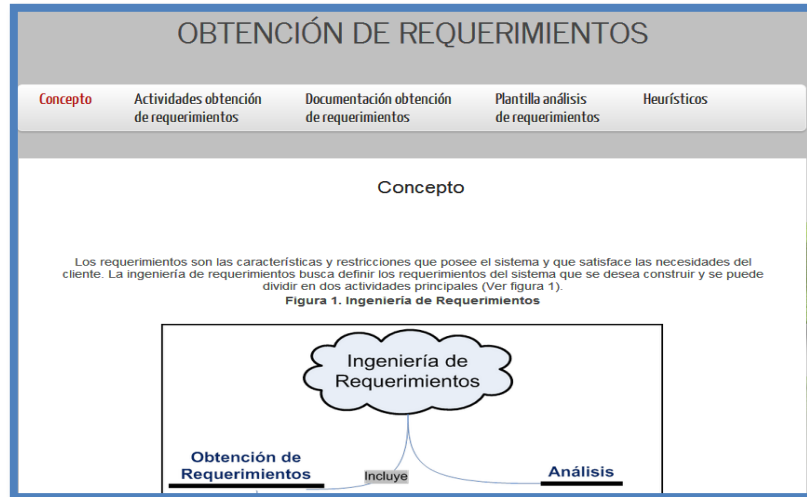 OBTENCIÓN DE REQUERIMIENTOS
Concepto
Actividades obtención
de requerimientos
Documentación obtención
de requerimientos
Plantilla análisis
de requerimientos
Heurísticos
Concepto
Los requerimientos son las características y restricciones que posee el sistema y que satisface las necesidades del
cliente. La ingeniería de requerimientos busca definir los requerimientos del sistema que se desea construir y se puede
dividir en dos actividades principales (Ver figura 1).
Figura 1. Ingeniería de Requerimientos
Ingeniería de
Requerimientos
Obtención de
Requerimientos
Incluye
Análisis